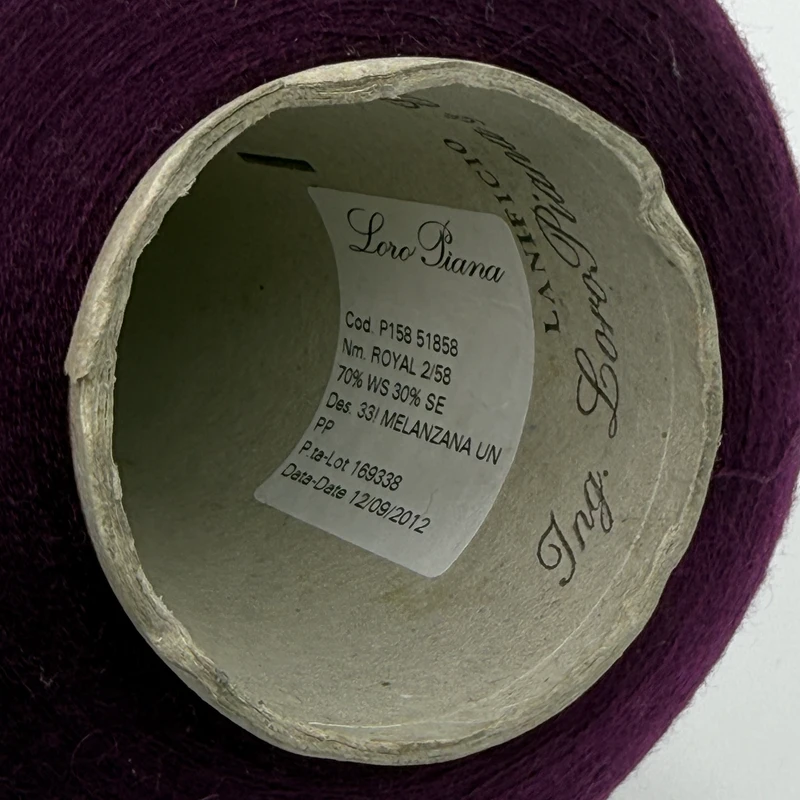 Loro Piana
Cod. P158 51858
Nm. ROYAL 2/58
70% WS 30% SE
Des. 33! MELANZANA UN
PP
P.ta-Lot 169338
Data-Date 12/09/2012
LANIFICIO
Ing. Loro Piana &